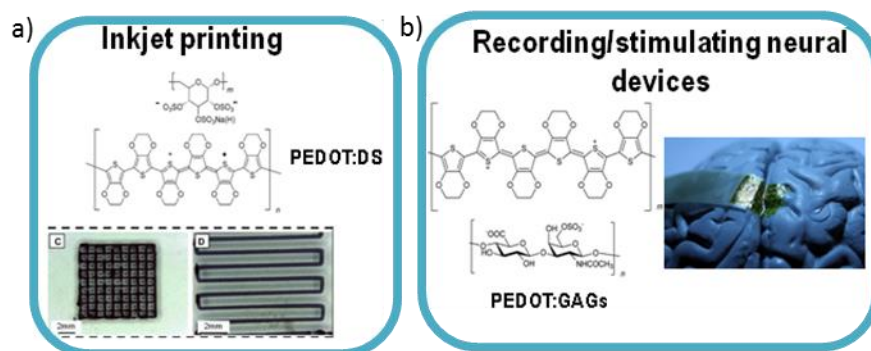 a)
Inkjet printing
PEDOT:DS
C
D
2mm
2mm
b)
Recording/stimulating neural
devices
PEDOT:GAGs